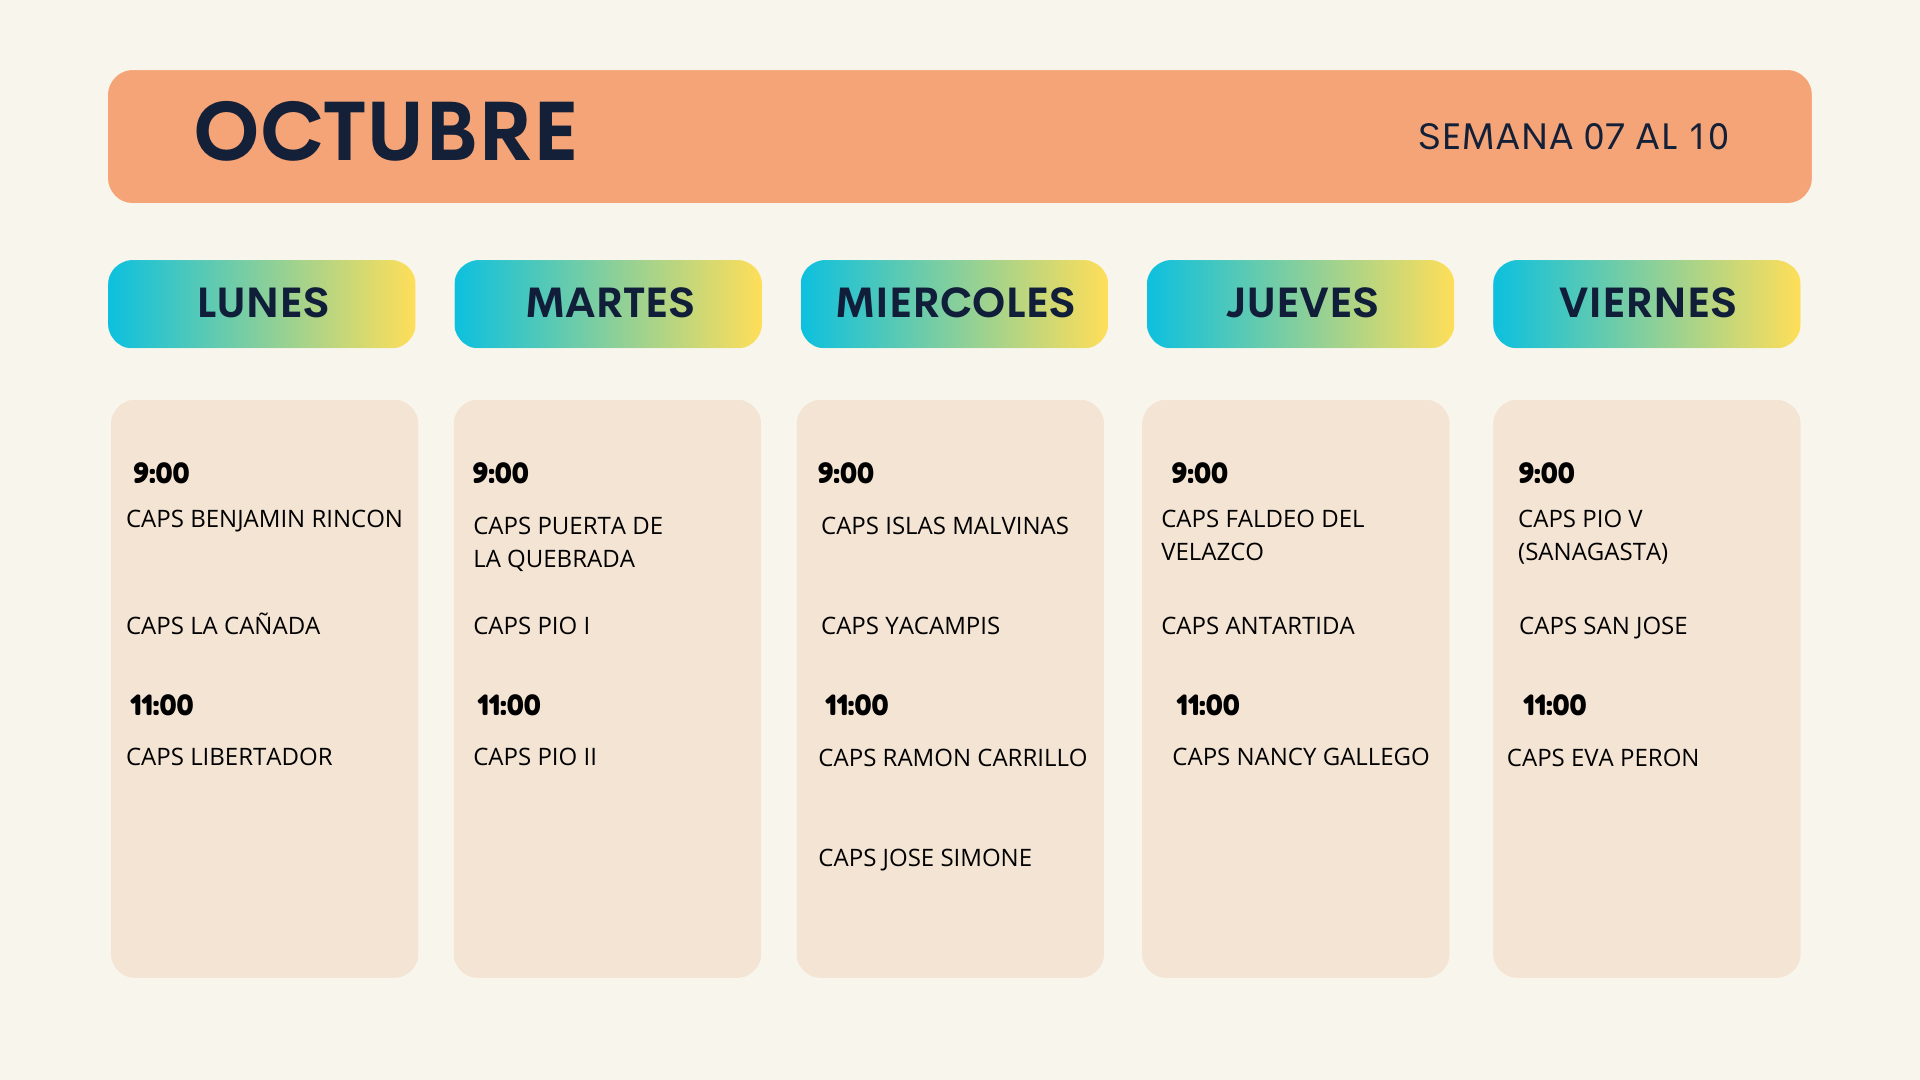 OCTUBRE
SEMANA 07 AL 10
LUNES
MARTES
MIERCOLES
JUEVES
VIERNES
9:00
CAPS BENJAMIN RINCON
CAPS LA CAÑADA
11:00
CAPS LIBERTADOR
9:00
CAPS PUERTA DE
LA QUEBRADA
CAPS PIO I
11:00
CAPS PIO II
9:00
CAPS ISLAS MALVINAS
CAPS YACAMPIS
11:00
CAPS RAMON CARRILLO
CAPS JOSE SIMONE
9:00
CAPS FALDEO DEL
VELAZCO
CAPS ANTARTIDA
11:00
CAPS NANCY GALLEGO
9:00
CAPS PIO V
(SANAGASTA)
CAPS SAN JOSE
11:00
CAPS EVA PERON